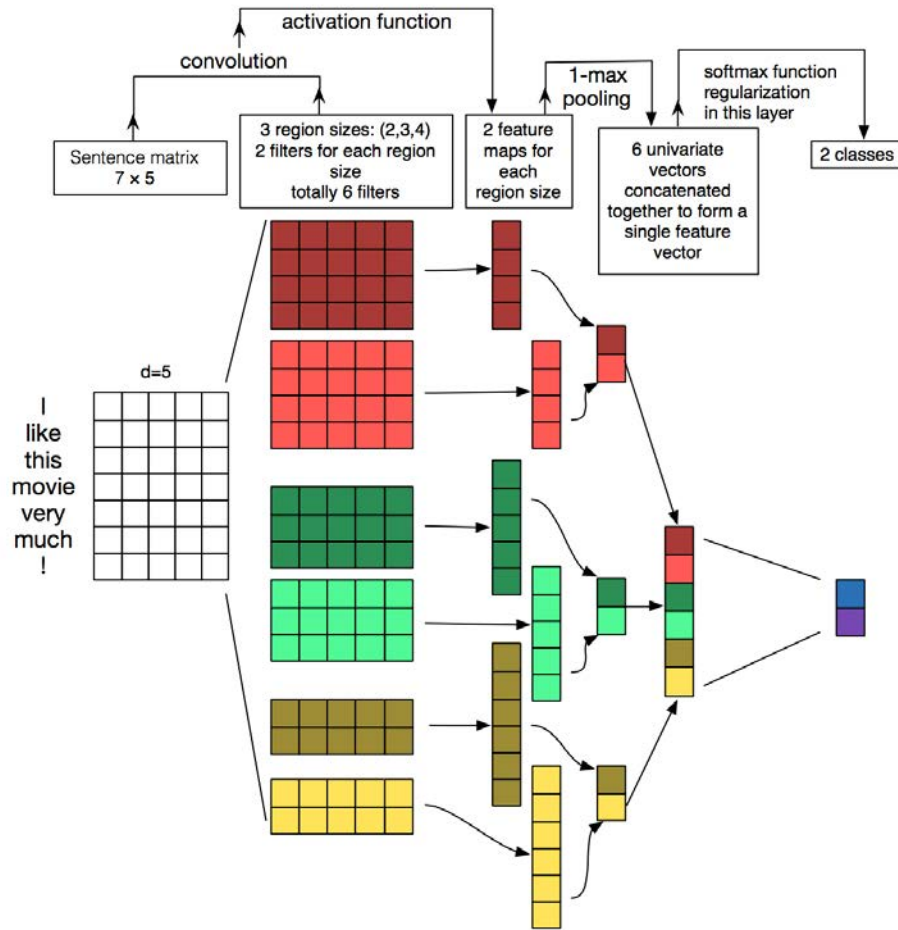 activation function
convolution
1-max
pooling
softmax function
regularization
in this layer
Sentence matrix
7 × 5
3 region sizes: (2,3,4)
2 filters for each region
size
totally 6 filters
2 feature
maps for
each
region size
6 univariate
vectors
concatenated
together to form a
single feature
vector
2 classes
d=5
I
like
this
movie
very
much
!